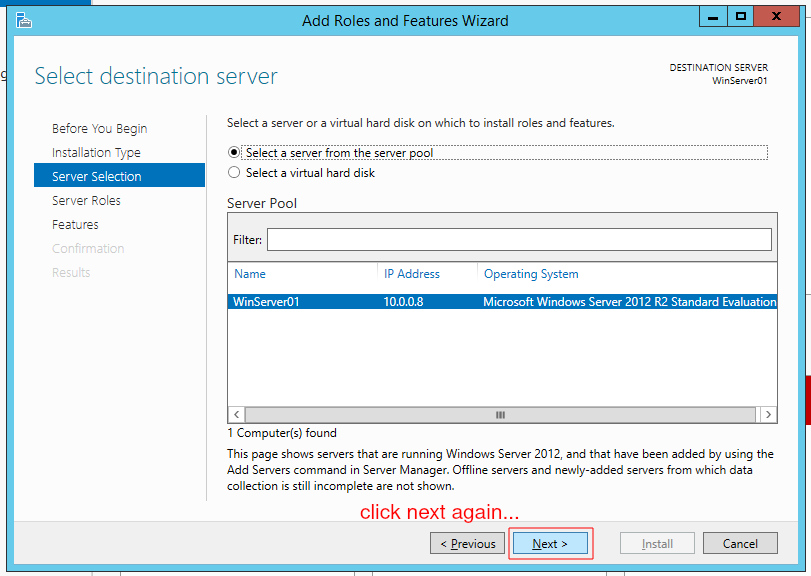 Add Roles and Features Wizard
Select destination server
DESTINATION SERVER
WinServer01
Before You Begin
Installation Type
Server Selection
Server Roles
Features
Confirmation
Results
Select a server or a virtual hard disk on which to install roles and features.
Select a server from the server pool
Select a virtual hard disk
Server Pool
Filter:
Name IP Address Operating System
WinServer01 10.0.0.8 Microsoft Windows Server 2012 R2 Standard Evaluation
1 Computer(s) found
This page shows servers that are running Windows Server 2012, and that have been added by using the
Add Servers command in Server Manager. Offline servers and newly-added servers from which data
collection is still incomplete are not shown.
click next again...
< Previous Next > Install Cancel